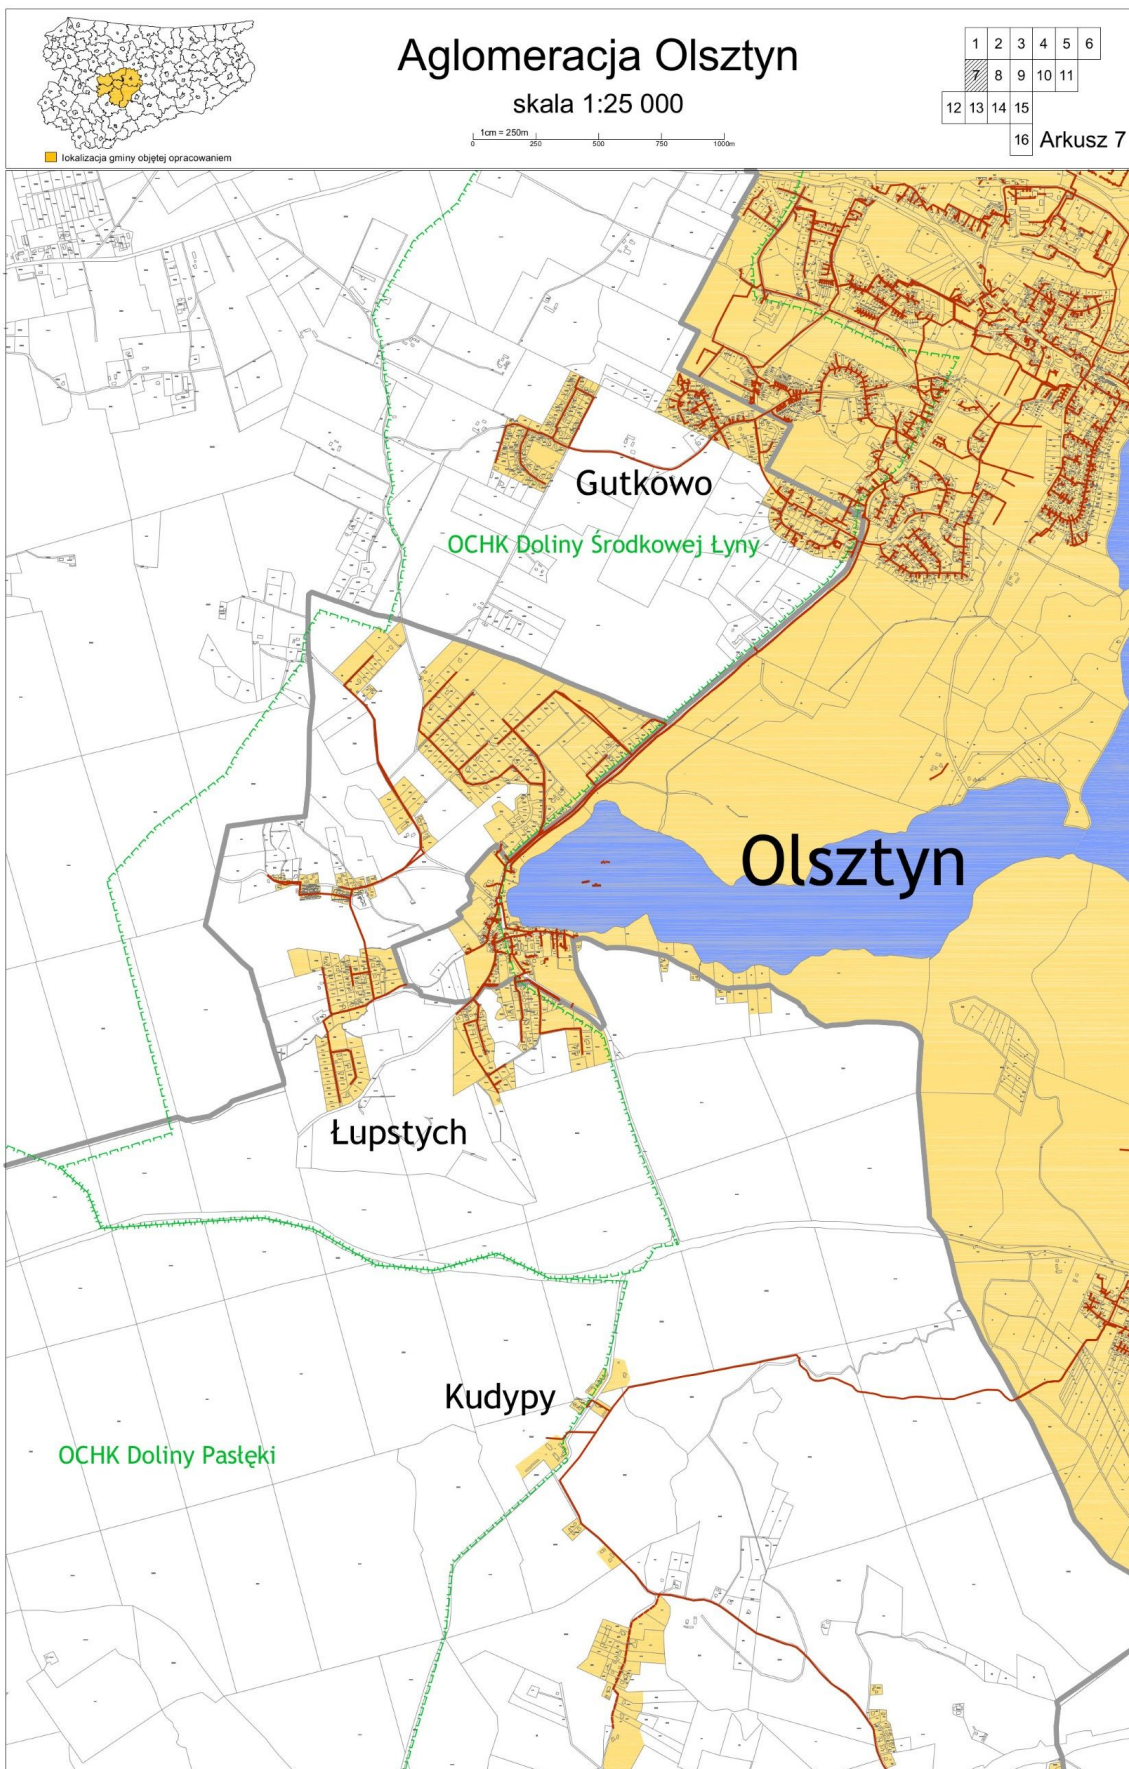 Aglomeracja Olsztyn
skala 1:25 000
1cm = 250m
0 250 500 750 1000m
lokalizacja gminy objętej opracowaniem
1 2 3 4 5 6
7 8 9 10 11
12 13 14 15
16 Arkusz 7
Gutkowo
OCHK Doliny Środkowej Łyny
Olsztyn
Łupstych
Kudypy
OCHK Doliny Pasłęki